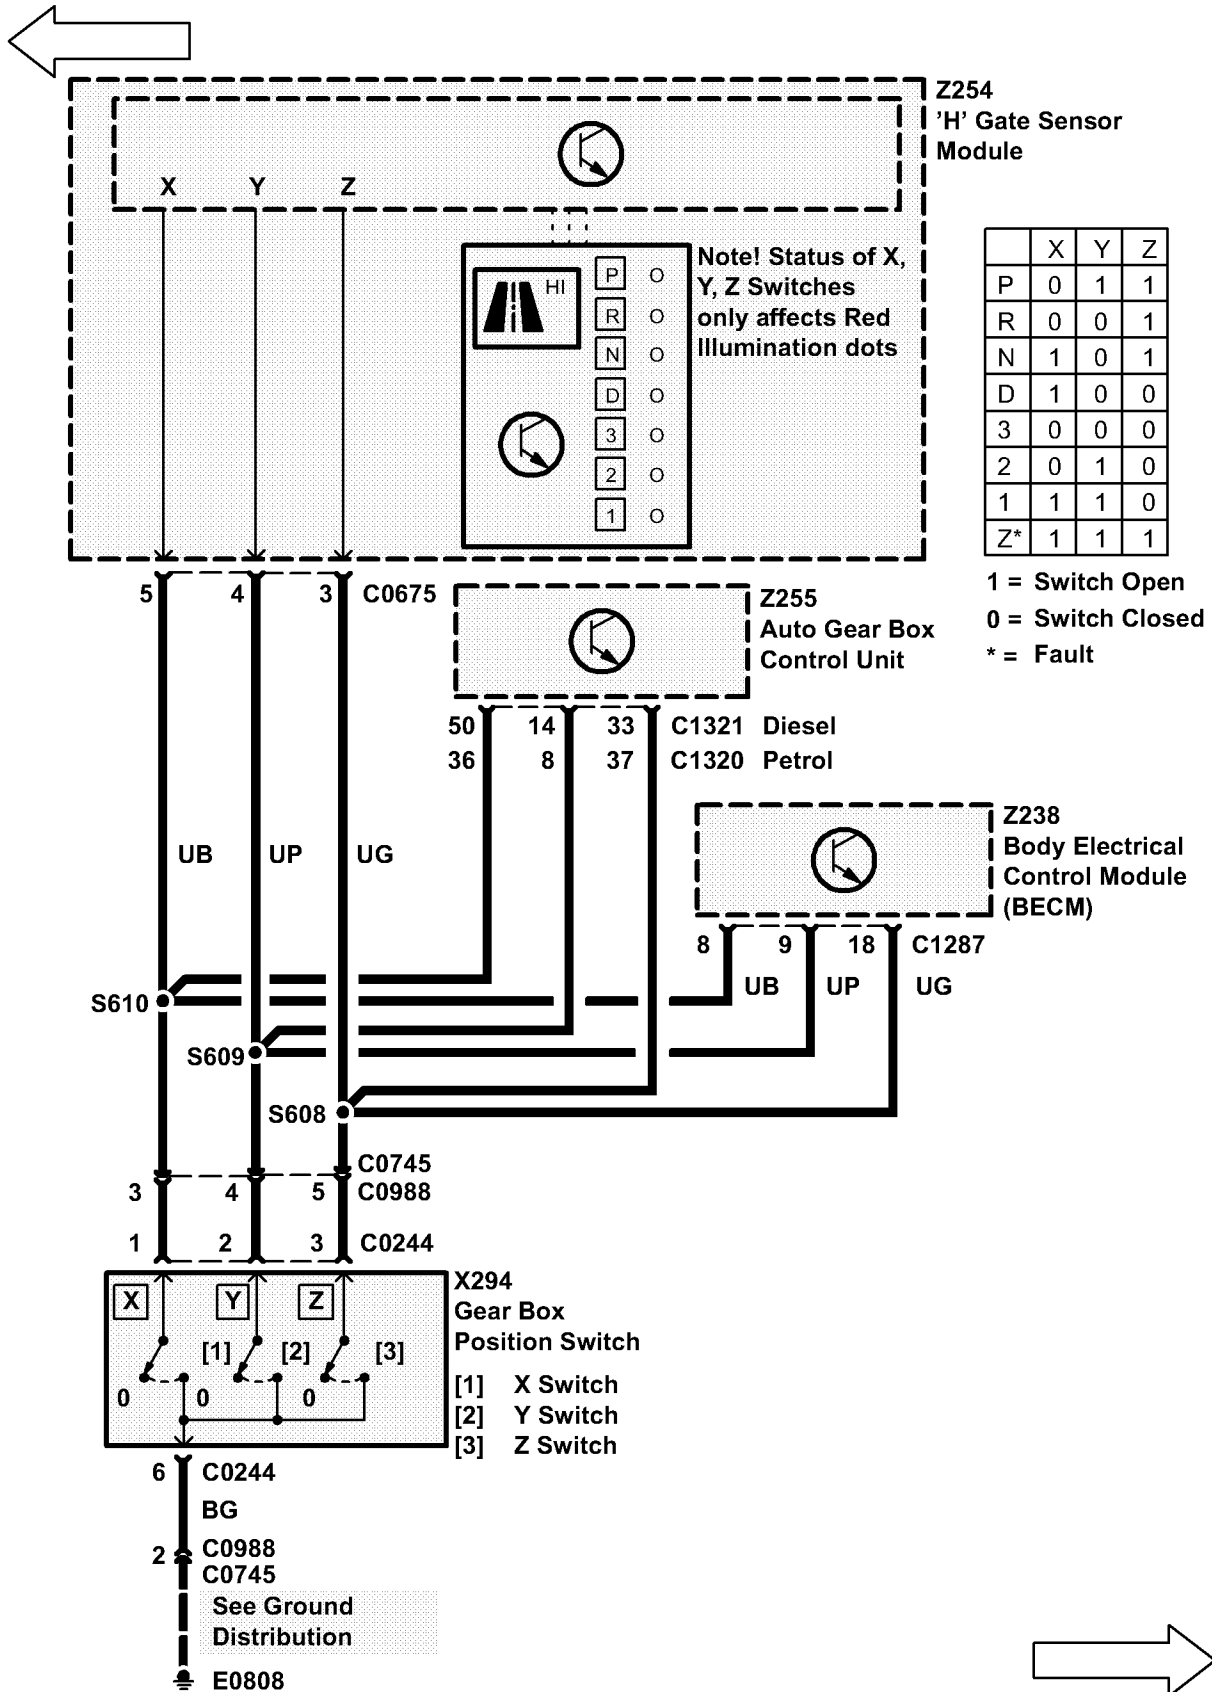 Z254
'H' Gate Sensor
Module
X Y Z
HI
P O
R O
N O
D O
3 O
2 O
1 O
Note! Status of X,
Y, Z Switches
only affects Red
Illumination dots
X Y Z
P 0 1 1
R 0 0 1
N 1 0 1
D 1 0 0
3 0 0 0
2 0 1 0
1 1 1 0
Z* 1 1 1
1 = Switch Open
0 = Switch Closed
* = Fault
5 4 3 C0675
Z255
Auto Gear Box
Control Unit
50 14 33 C1321 Diesel
36 8 37 C1320 Petrol
Z238
Body Electrical
Control Module
(BECM)
UB UP UG
8 9 18 C1287
UB UP UG
S610
S609
S608
C0745
3 4 5 C0988
1 2 3 C0244
X294
Gear Box
Position Switch
X Y Z
[1] [2] [3]
0 0 0
[1] X Switch
[2] Y Switch
[3] Z Switch
6 C0244
BG
2 C0988
C0745
See Ground
Distribution
E0808